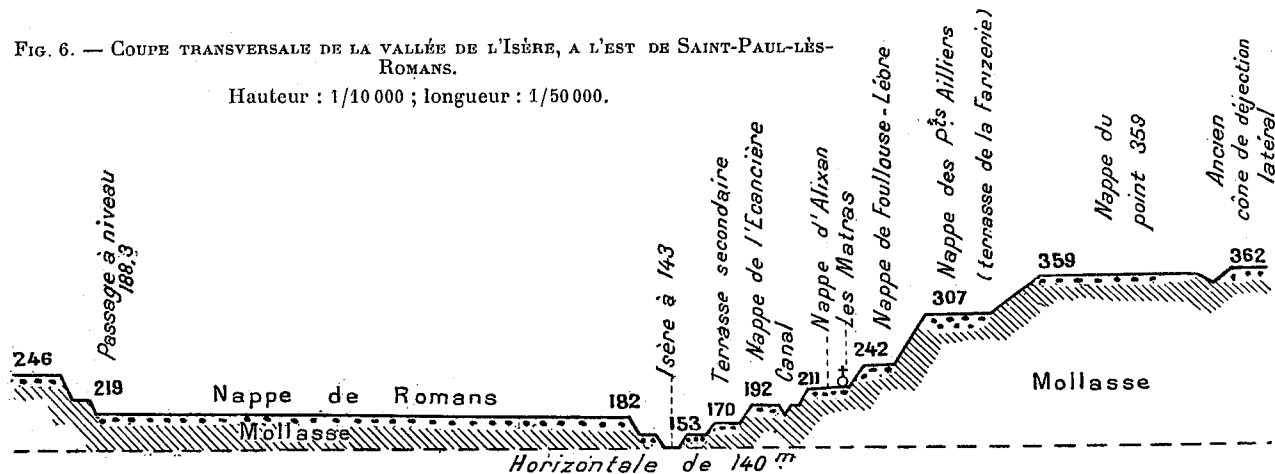 FIG. 6. — COUPE TRANSVERSALE DE LA VALLÉE DE L'ISÈRE, A L'EST DE SAINT-PAUL-LÈS-
ROMANS.
Hauteur : 1/10 000 ; longueur : 1/50 000.
Passage à niveau
188.3
Isère à 143
Terrasse secondaire
Nappe de l'Ecancière
Canal
Nappe d'Alixan
Les Matras
Nappe de Foullouse-Lèbre
Nappe des Pts Ailliers
(terrasse de la Farizerie)
Nappe du
point 359
Ancien
cône de déjection
latéral
246
219
Nappe de Romans
Mollasse
182
153
170
192
211
242
307
359
362
Mollasse
Horizontale de 140 m.